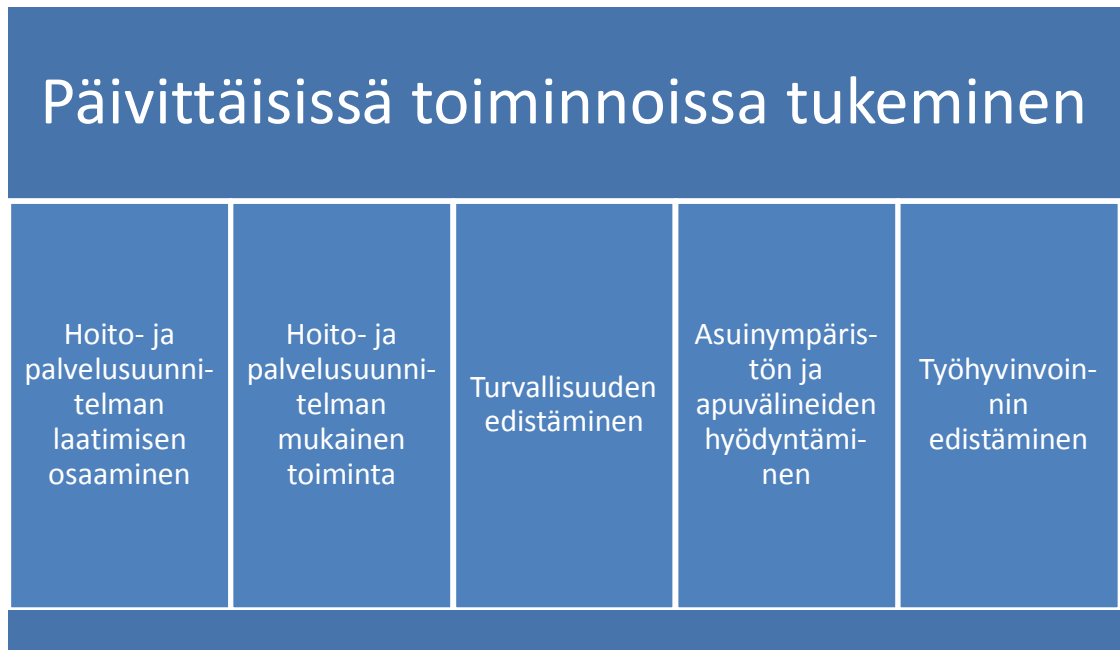 Päivittäisissä toiminnoissa tukeminen
Hoito- ja
palvelusuunni-
telman
laatimisen
osaaminen
Hoito- ja
palvelusuunni-
telman
mukainen
toiminta
Turvallisuuden
edistäminen
Asuinympäris-
tön ja
apuvälineiden
hyödyntämi-
nen
Työhyvinvoin-
nin
edistäminen